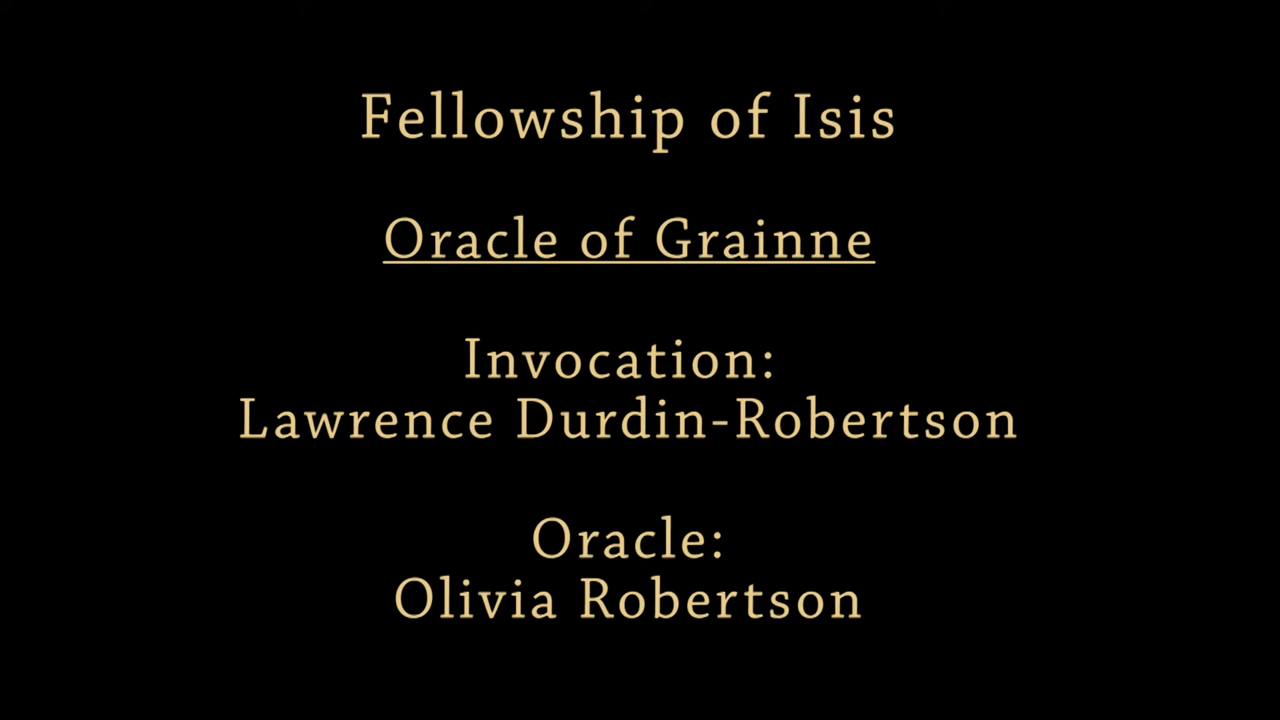 Fellowship of Isis
Oracle of Grainne
Invocation:
Lawrence Durdin-Robertson
Oracle:
Olivia Robertson